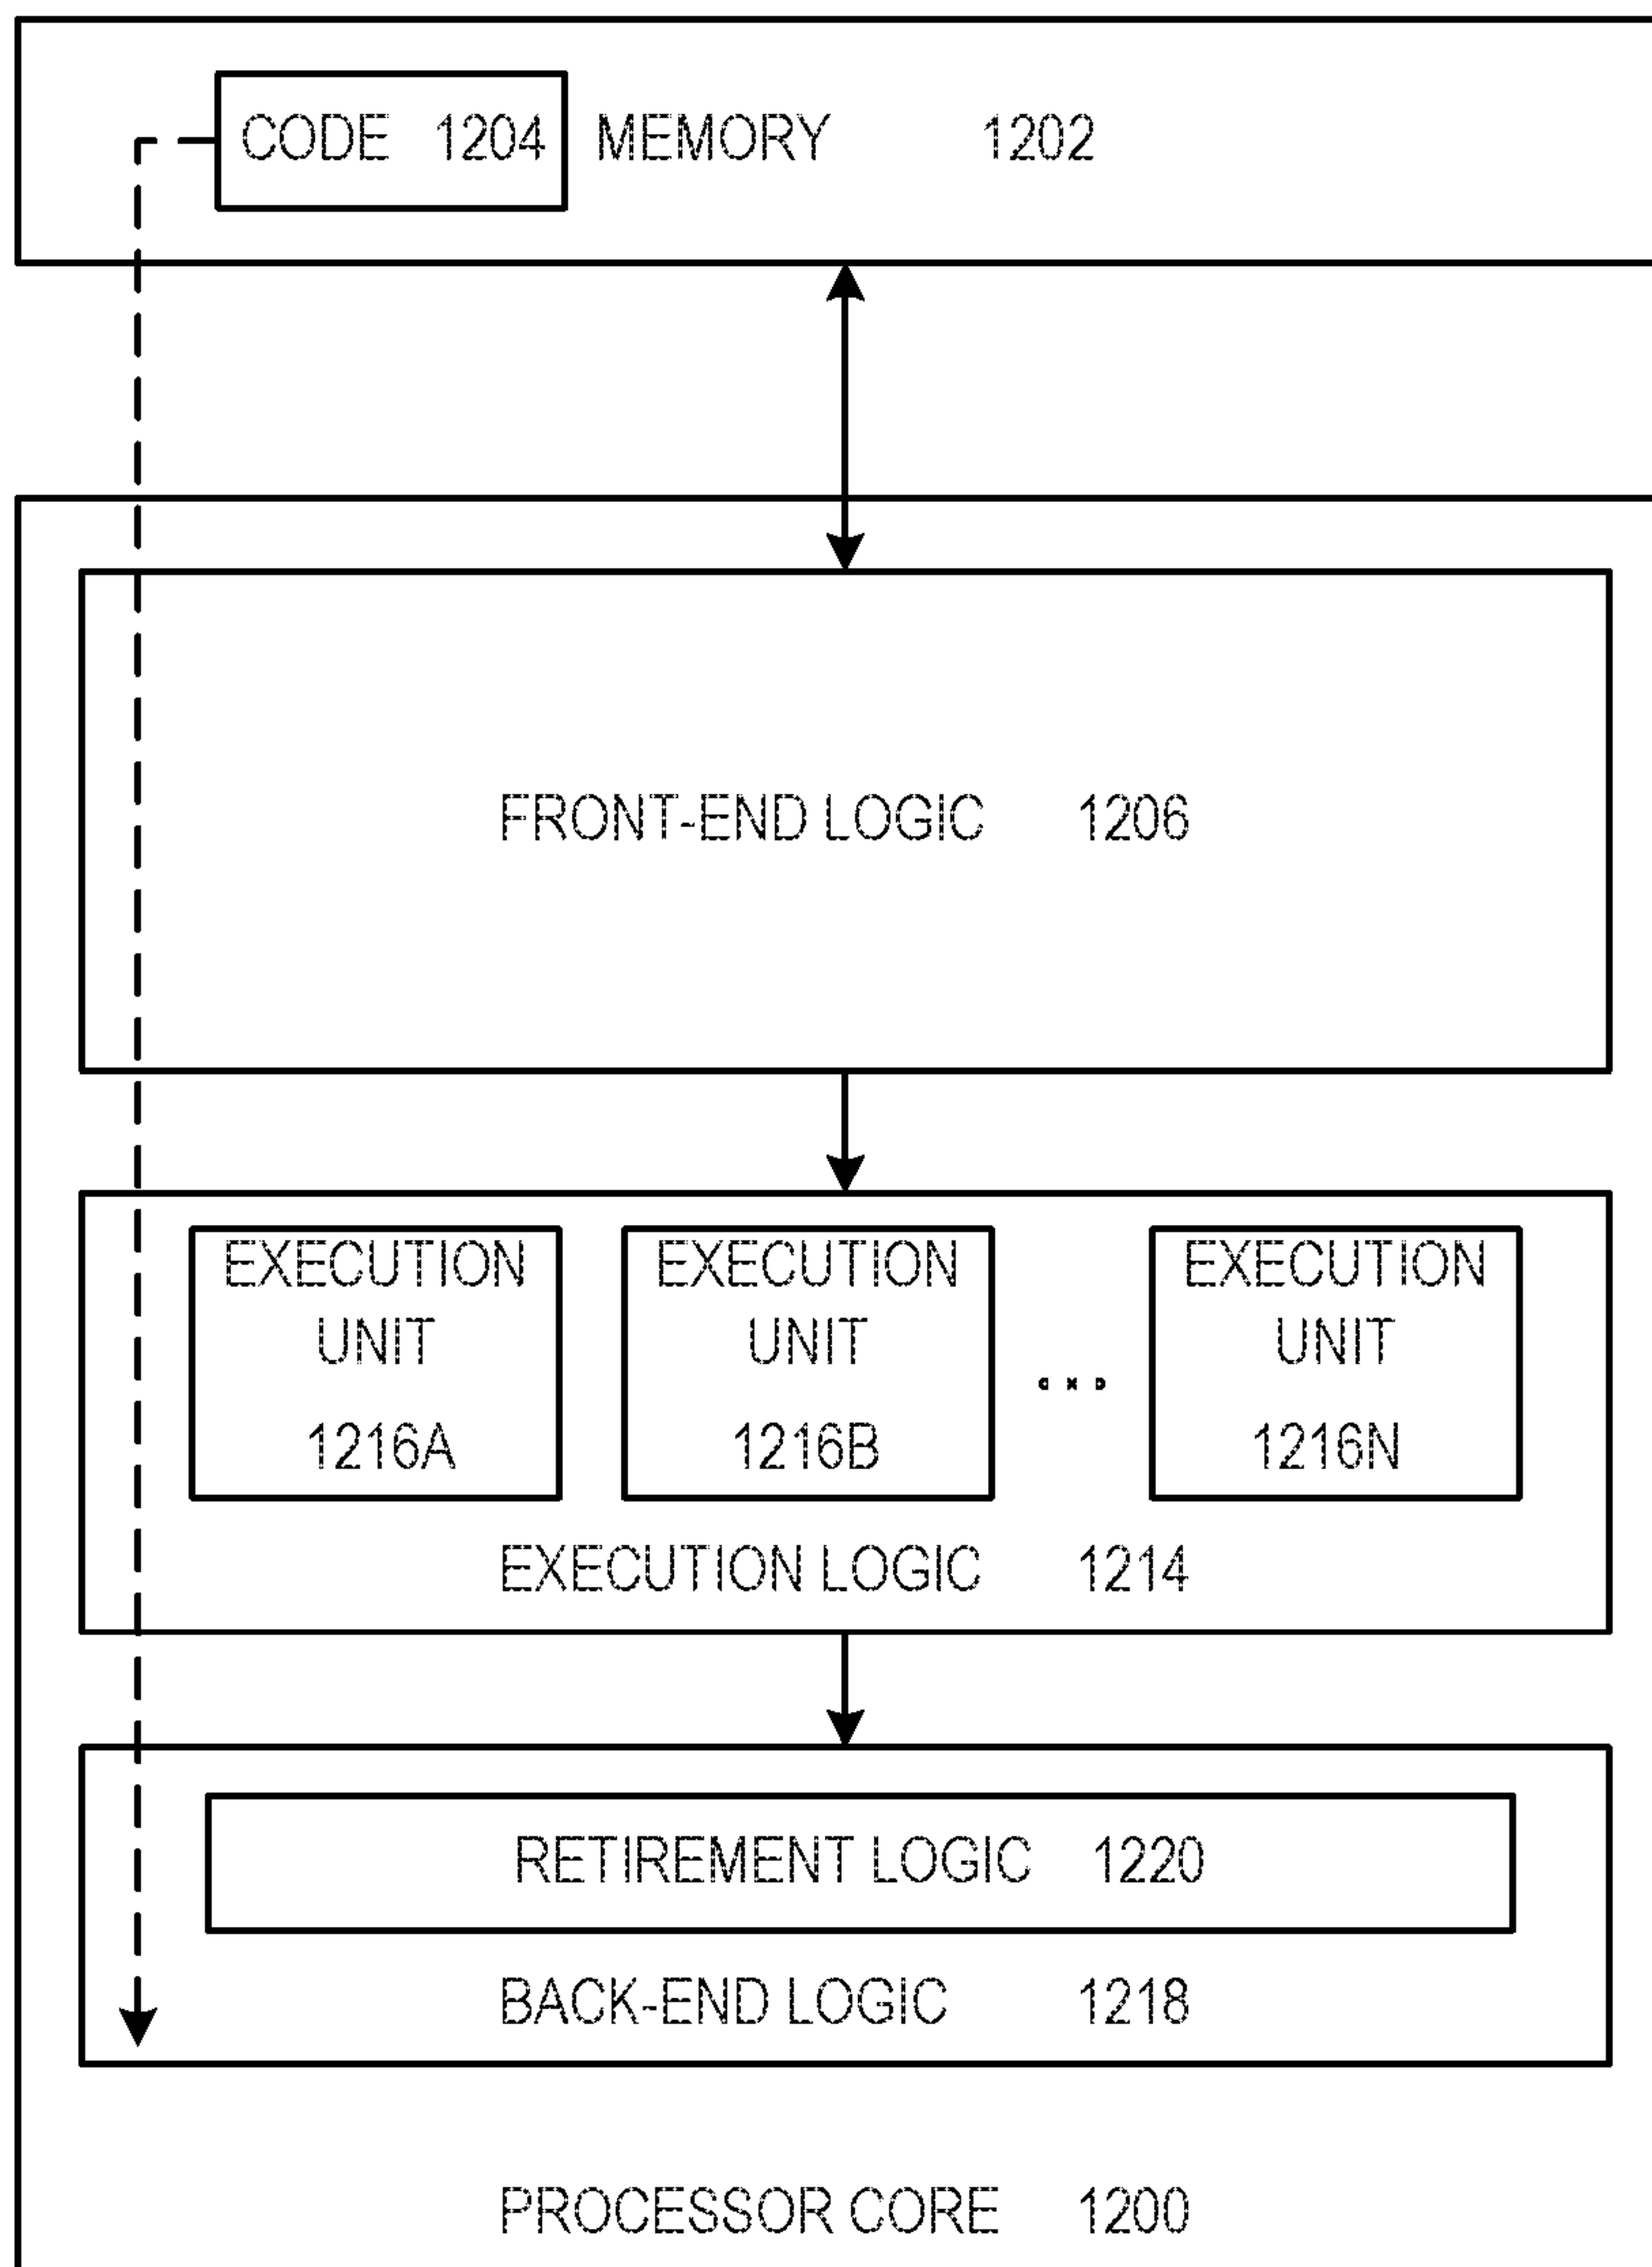 CODE 1204 MEMORY 1202
FRONT-END LOGIC 1206
EXECUTION
UNIT
1216A
EXECUTION
UNIT
1216B
...
EXECUTION
UNIT
1216N
EXECUTION LOGIC 1214
RETIREMENT LOGIC 1220
BACK-END LOGIC 1218
PROCESSOR CORE 1200